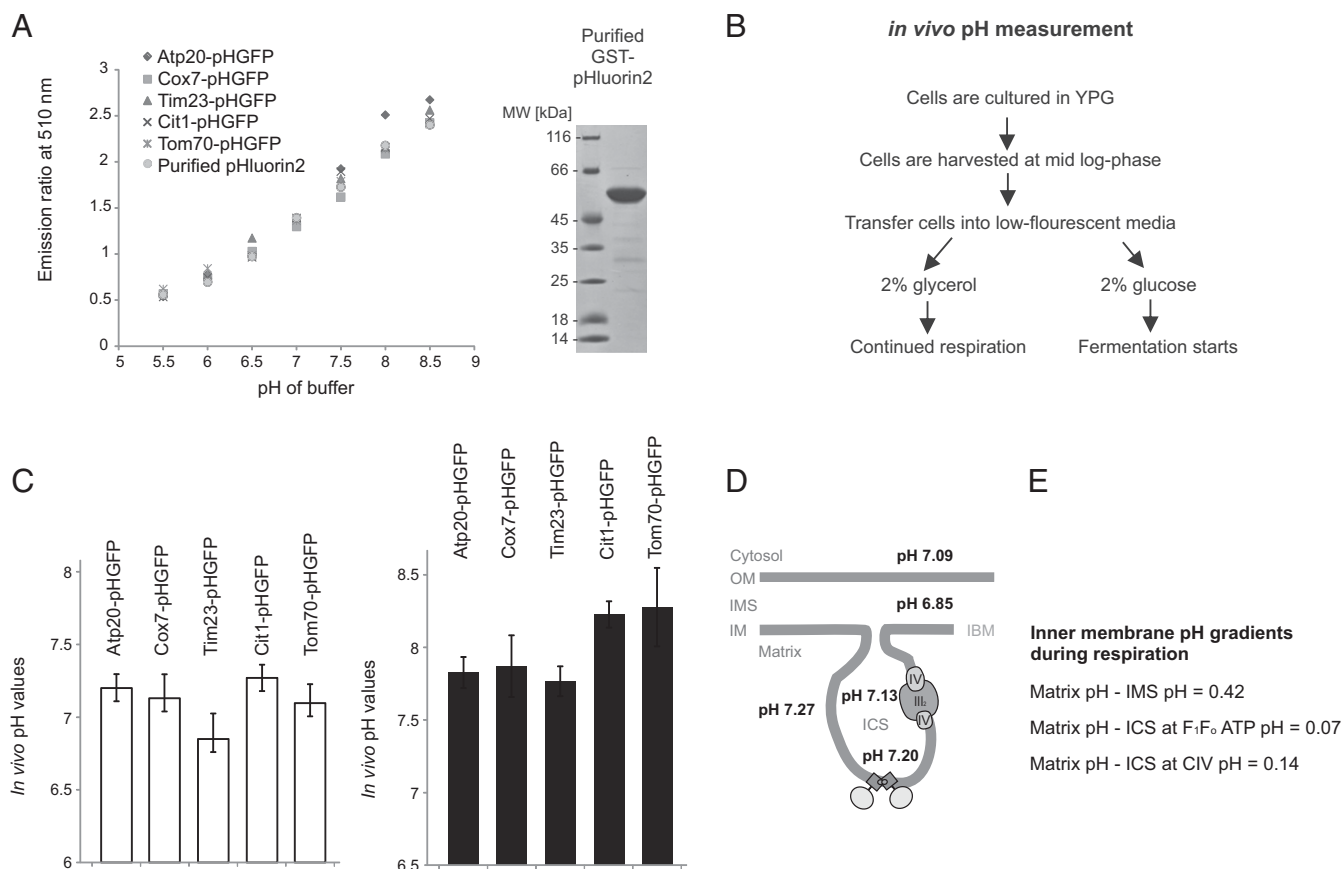 A
Atp20-pHGFP
Cox7-pHGFP
Tim23-pHGFP
Cit1-pHGFP
Tom70-pHGFP
Purified pHluorin2
Emission ratio at 510 nm
3
2.5
2
1.5
1
0.5
0
5
5.5
6
6.5
7
7.5
8
8.5
9
pH of buffer
Purified
GST-
pHluorin2
MW [kDa]
116
66
45
35
25
18
14
B
in vivo pH measurement
Cells are cultured in YPG
Cells are harvested at mid log-phase
Transfer cells into low-flourescent media
2% glycerol
2% glucose
Continued respiration
Fermentation starts
C
In vivo pH values
8
7.5
7
6.5
6
Atp20-pHGFP
Cox7-pHGFP
Tim23-pHGFP
Cit1-pHGFP
Tom70-pHGFP
In vivo pH values
8.5
8
7.5
8
6.5
Atp20-pHGFP
Cox7-pHGFP
Tim23-pHGFP
Cit1-pHGFP
Tom70-pHGFP
D
Cytosol
pH 7.09
OM
IMS
pH 6.85
IM
IBM
Matrix
IV
pH 7.13
III₂
pH 7.27
ICS
IV
pH 7.20
E
Inner membrane pH gradients
during respiration
Matrix pH - IMS pH = 0.42
Matrix pH - ICS at F₁Fₒ ATP pH = 0.07
Matrix pH - ICS at CIV pH = 0.14